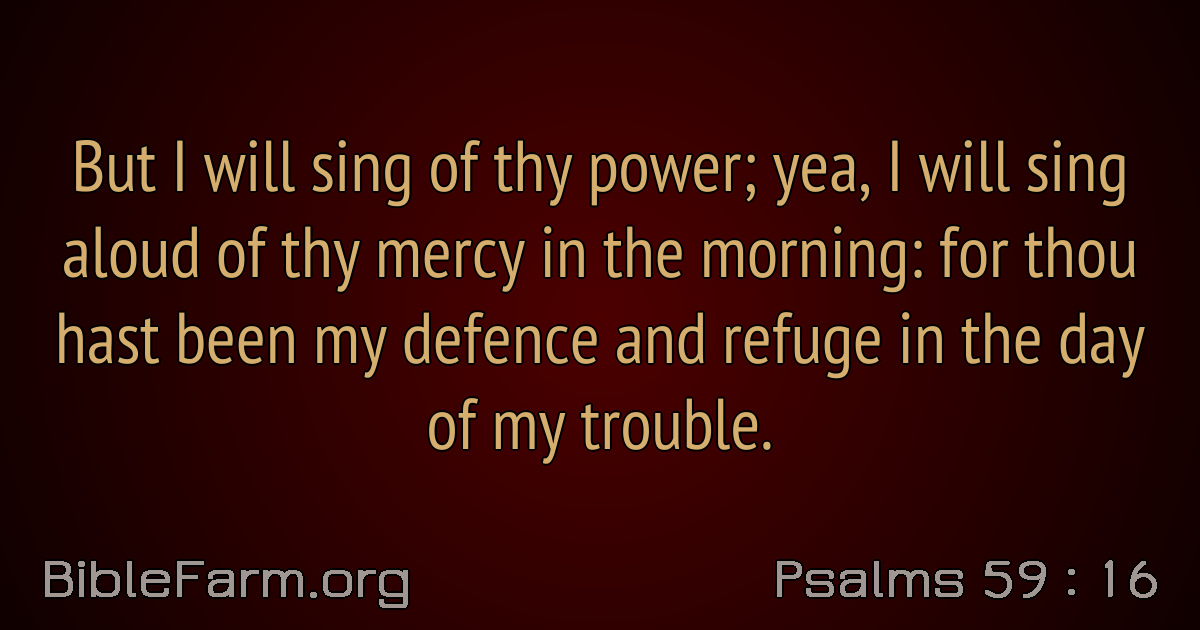 But I will sing of thy power; yea, I will sing
aloud of thy mercy in the morning: for thou
hast been my defence and refuge in the day
of my trouble.
BibleFarm.org
Psalms 59 : 16